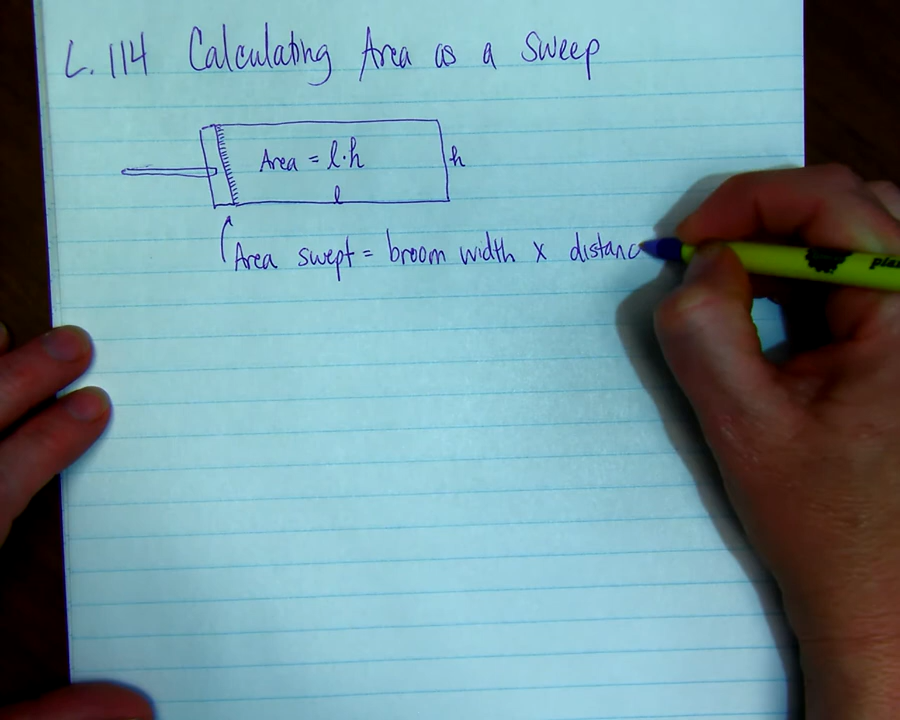 L. 114 Calculating Area as a Sweep
Area = l·h
h
l
Area swept = broom width x distanc